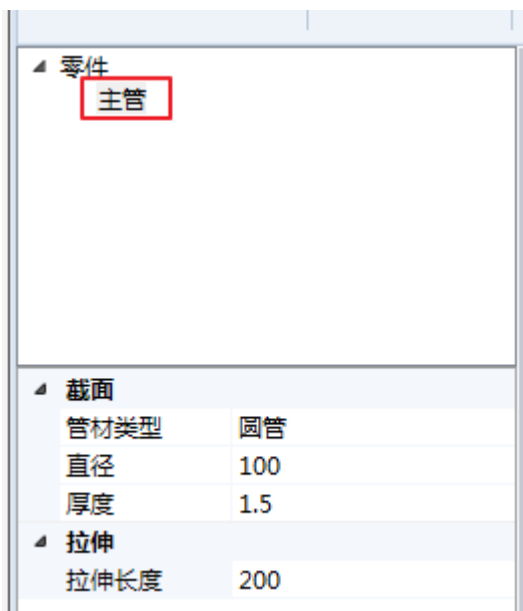 零件
主管
截面
管材类型 圆管
直径 100
厚度 1.5
拉伸
拉伸长度 200